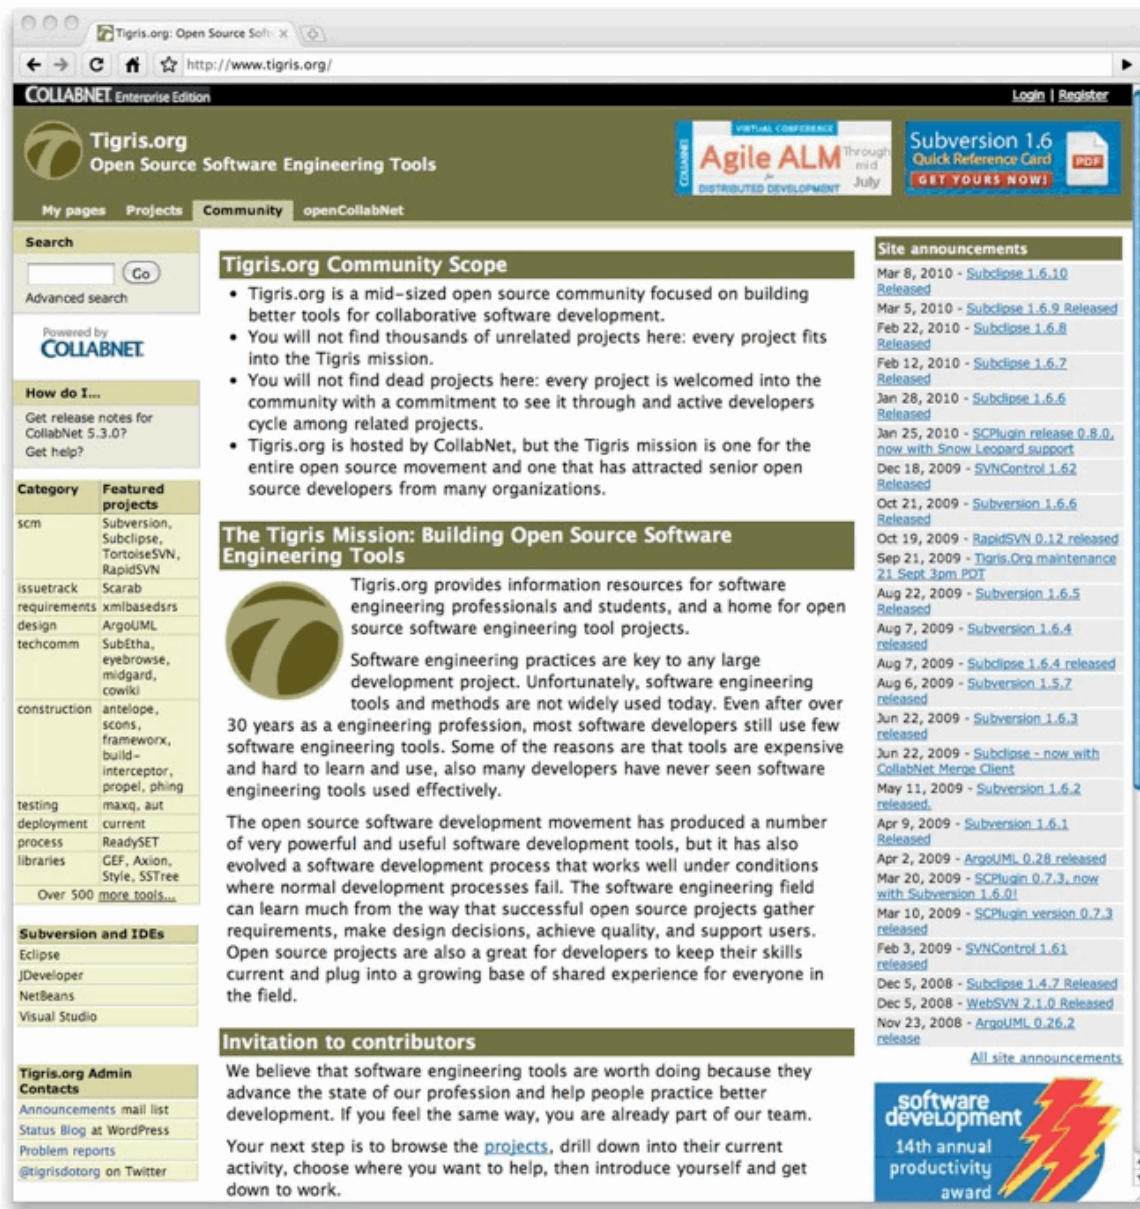 Tigris.org: Open Source Soft
http://www.tigris.org/
COLLABNET Enterprise Edition
Login | Register
Tigris.org
Open Source Software Engineering Tools
COLLABNET
VIRTUAL CONFERENCE
Agile ALM
for
DISTRIBUTED DEVELOPMENT
Through
mid
July
Subversion 1.6
Quick Reference Card
GET YOURS NOW!
PDF
My pages Projects Community openCollabNet
Search
Go
Advanced search
Powered by
COLLABNET
How do I...
Get release notes for
CollabNet 5.3.0?
Get help?
Category Featured
projects
scm Subversion,
Subclipse,
TortoiseSVN,
RapidSVN
issuetrack Scarab
requirements xmlbasedsrs
design ArgoUML
techcomm SubEtha,
eyebrowse,
midgard,
cowiki
construction antelope,
scons,
frameworx,
build-
interceptor,
propel, phing
testing maxq, aut
deployment current
process ReadySET
libraries GEF, Axion,
Style, SSTree
Over 500 more tools...
Subversion and IDEs
Eclipse
JDeveloper
NetBeans
Visual Studio
Tigris.org Admin
Contacts
Announcements mail list
Status Blog at WordPress
Problem reports
@tigrisdotorg on Twitter
Tigris.org Community Scope
• Tigris.org is a mid-sized open source community focused on building
better tools for collaborative software development.
• You will not find thousands of unrelated projects here: every project fits
into the Tigris mission.
• You will not find dead projects here: every project is welcomed into the
community with a commitment to see it through and active developers
cycle among related projects.
• Tigris.org is hosted by CollabNet, but the Tigris mission is one for the
entire open source movement and one that has attracted senior open
source developers from many organizations.
The Tigris Mission: Building Open Source Software
Engineering Tools
Tigris.org provides information resources for software
engineering professionals and students, and a home for open
source software engineering tool projects.
Software engineering practices are key to any large
development project. Unfortunately, software engineering
tools and methods are not widely used today. Even after over
30 years as a engineering profession, most software developers still use few
software engineering tools. Some of the reasons are that tools are expensive
and hard to learn and use, also many developers have never seen software
engineering tools used effectively.
The open source software development movement has produced a number
of very powerful and useful software development tools, but it has also
evolved a software development process that works well under conditions
where normal development processes fail. The software engineering field
can learn much from the way that successful open source projects gather
requirements, make design decisions, achieve quality, and support users.
Open source projects are also a great for developers to keep their skills
current and plug into a growing base of shared experience for everyone in
the field.
Invitation to contributors
We believe that software engineering tools are worth doing because they
advance the state of our profession and help people practice better
development. If you feel the same way, you are already part of our team.
Your next step is to browse the projects, drill down into their current
activity, choose where you want to help, then introduce yourself and get
down to work.
Site announcements
Mar 8, 2010 - Subclipse 1.6.10
Released
Mar 5, 2010 - Subclipse 1.6.9 Released
Feb 22, 2010 - Subclipse 1.6.8
Released
Feb 12, 2010 - Subclipse 1.6.7
Released
Jan 28, 2010 - Subclipse 1.6.6
Released
Jan 25, 2010 - SCPlugin release 0.8.0,
now with Snow Leopard support
Dec 18, 2009 - SVNControl 1.62
Released
Oct 21, 2009 - Subversion 1.6.6
Released
Oct 19, 2009 - RapidSVN 0.12 released
Sep 21, 2009 - Tigris.Org maintenance
21 Sept 3pm PDT
Aug 22, 2009 - Subversion 1.6.5
Released
Aug 7, 2009 - Subversion 1.6.4
released
Aug 7, 2009 - Subclipse 1.6.4 released
Aug 6, 2009 - Subversion 1.5.7
released
Jun 22, 2009 - Subversion 1.6.3
released
Jun 22, 2009 - Subclipse - now with
CollabNet Merge Client
May 11, 2009 - Subversion 1.6.2
released.
Apr 9, 2009 - Subversion 1.6.1
Released
Apr 2, 2009 - ArgoUML 0.28 released
Mar 20, 2009 - SCPlugin 0.7.3, now
with Subversion 1.6.0!
Mar 10, 2009 - SCPlugin version 0.7.3
released
Feb 3, 2009 - SVNControl 1.61
released
Dec 5, 2008 - Subclipse 1.4.7 Released
Dec 5, 2008 - WebSVN 2.1.0 Released
Nov 23, 2008 - ArgoUML 0.26.2
release
All site announcements
software
development
14th annual
productivity
award